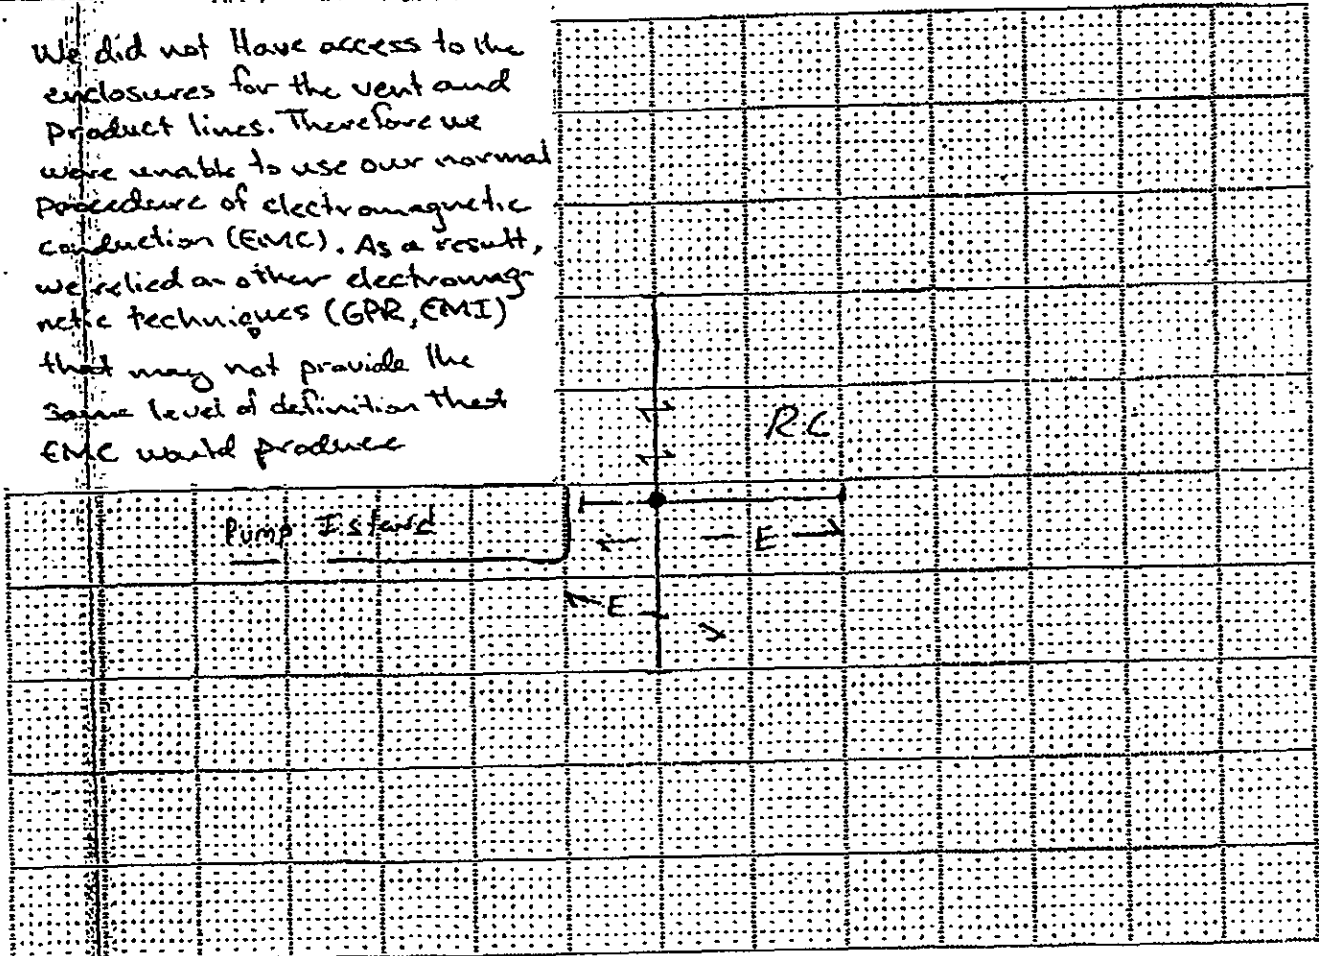 We did not Have access to the
enclosures for the vent and
product lines. Therefore we
were unable to use our normal
Proceedure of electromagnetic
conduction (EMC). As a result,
we relied on other electromag-
netic techniques (GPR, EMI)
that may not provide the
same level of definition that
EMC would produce
RC
Pump Island
E
E